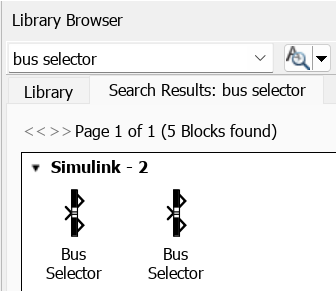 Library Browser
bus selector
Library
Search Results: bus selector
<< >> Page 1 of 1 (5 Blocks found)
Simulink - 2
Bus Selector
Bus Selector